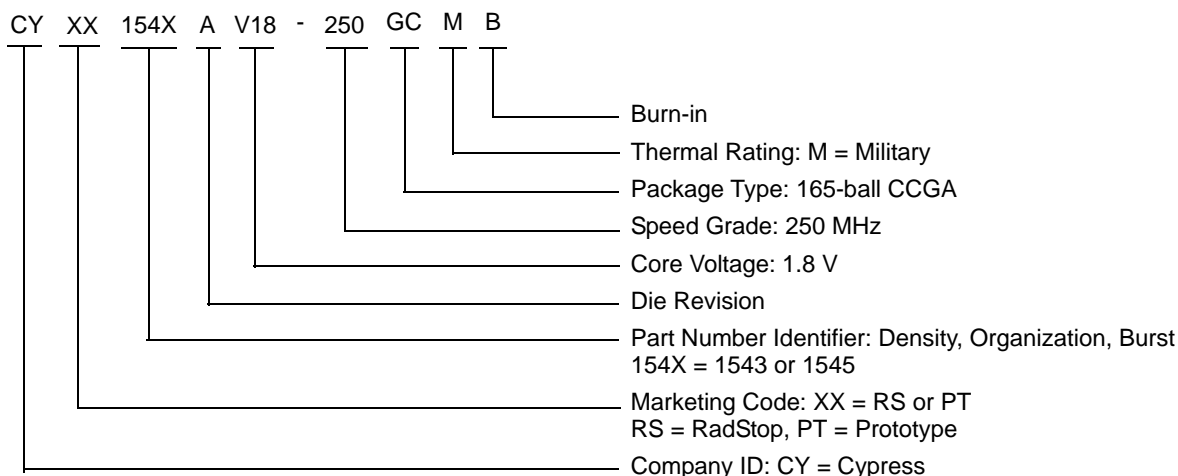 CY XX 154X A V18 - 250 GC M B
Burn-in
Thermal Rating: M = Military
Package Type: 165-ball CCGA
Speed Grade: 250 MHz
Core Voltage: 1.8 V
Die Revision
Part Number Identifier: Density, Organization, Burst
154X = 1543 or 1545
Marketing Code: XX = RS or PT
RS = RadStop, PT = Prototype
Company ID: CY = Cypress